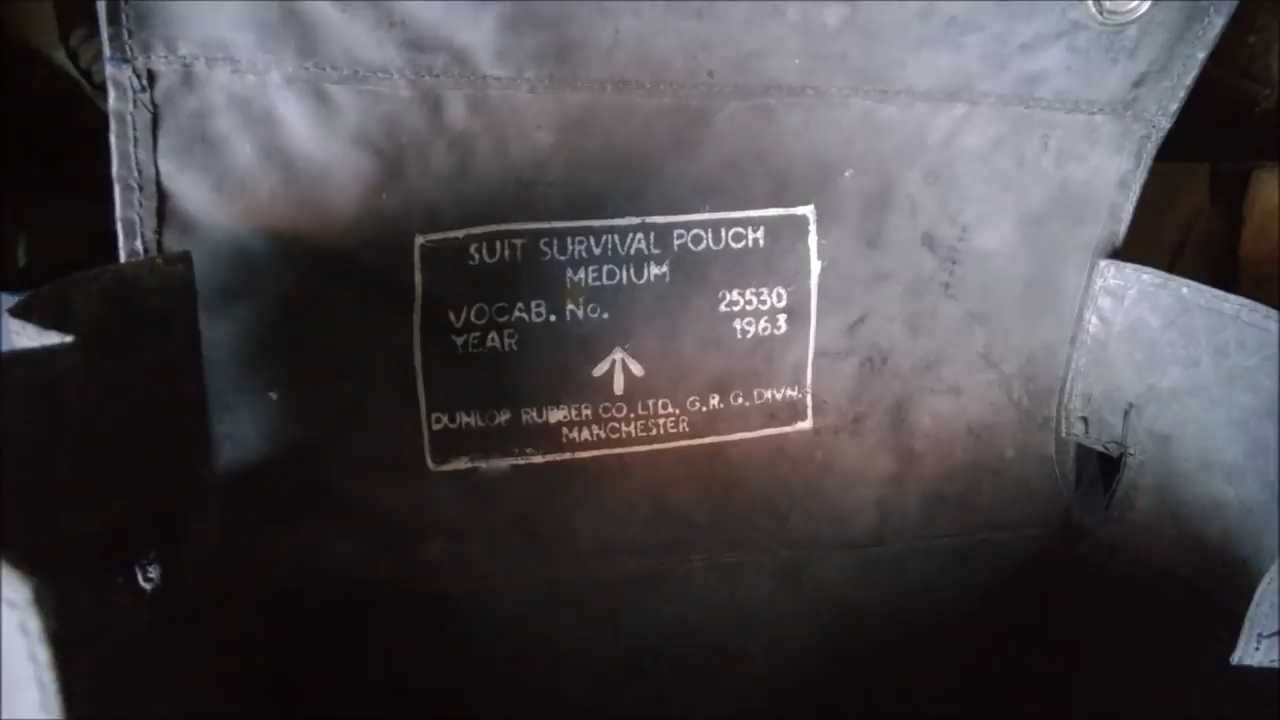 SUIT SURVIVAL POUCH
MEDIUM
VOCAB. No. 25530
YEAR 1963
DUNLOP RUBBER CO. LTD., G. R. G. DIVN.
MANCHESTER